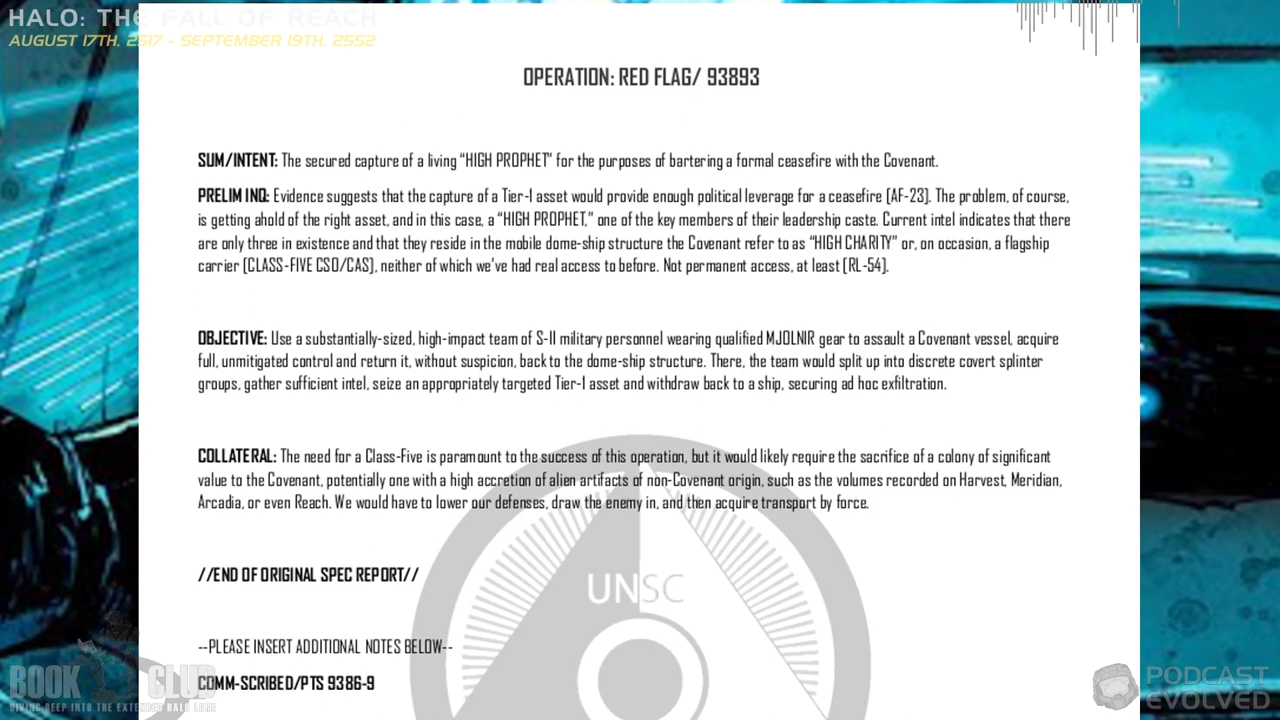 HALO: THE FALL OF REACH
AUGUST 17TH, 2517 - SEPTEMBER 19TH, 2552
OPERATION: RED FLAG/ 93893
SUM/INTENT: The secured capture of a living “HIGH PROPHET” for the purposes of bartering a formal ceasefire with the Covenant.
PRELIM INQ: Evidence suggests that the capture of a Tier-1 asset would provide enough political leverage for a ceasefire [AF-23]. The problem, of course,
is getting ahold of the right asset, and in this case, a “HIGH PROPHET,” one of the key members of their leadership caste. Current intel indicates that there
are only three in existence and that they reside in the mobile dome-ship structure the Covenant refer to as “HIGH CHARITY” or, on occasion, a flagship
carrier [CLASS-FIVE CSO/CAS], neither of which we’ve had real access to before. Not permanent access, at least [RL-54].
OBJECTIVE: Use a substantially-sized, high-impact team of S-II military personnel wearing qualified MJOLNIR gear to assault a Covenant vessel, acquire
full, unmitigated control and return it, without suspicion, back to the dome-ship structure. There, the team would split up into discrete covert splinter
groups, gather sufficient intel, seize an appropriately targeted Tier-1 asset and withdraw back to a ship, securing ad hoc exfiltration.
COLLATERAL: The need for a Class-Five is paramount to the success of this operation, but it would likely require the sacrifice of a colony of significant
value to the Covenant, potentially one with a high accretion of alien artifacts of non-Covenant origin, such as the volumes recorded on Harvest, Meridian,
Arcadia, or even Reach. We would have to lower our defenses, draw the enemy in, and then acquire transport by force.
//END OF ORIGINAL SPEC REPORT//
UNSC
--PLEASE INSERT ADDITIONAL NOTES BELOW--
COMM-SCRIBED/PTS 9386-9
BOOK CLUB
DIVING DEEP INTO THE EXTENDED HALO LORE
PODCAST
EVOLVED